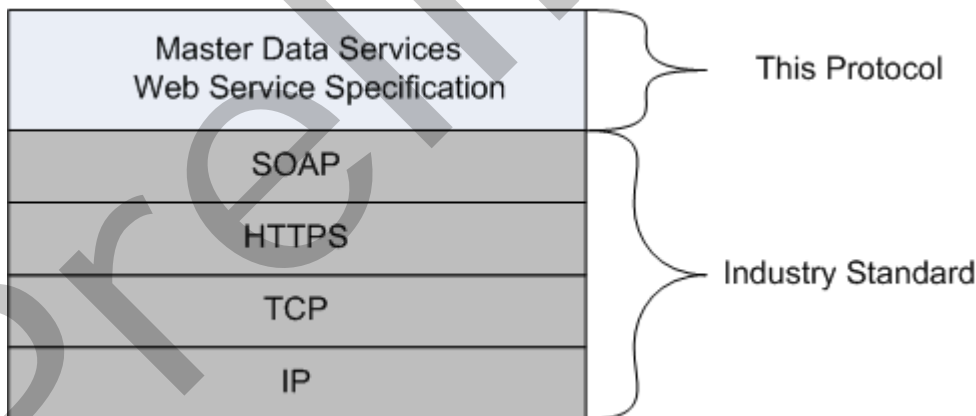 Master Data Services
Web Service Specification
This Protocol
SOAP
HTTPS
TCP
IP
Industry Standard